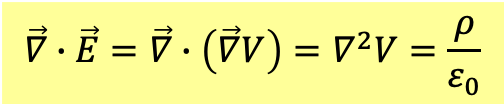 ∇⃗ · E⃗ = ∇⃗ · (∇⃗V) = ∇²V = ρ/ε₀